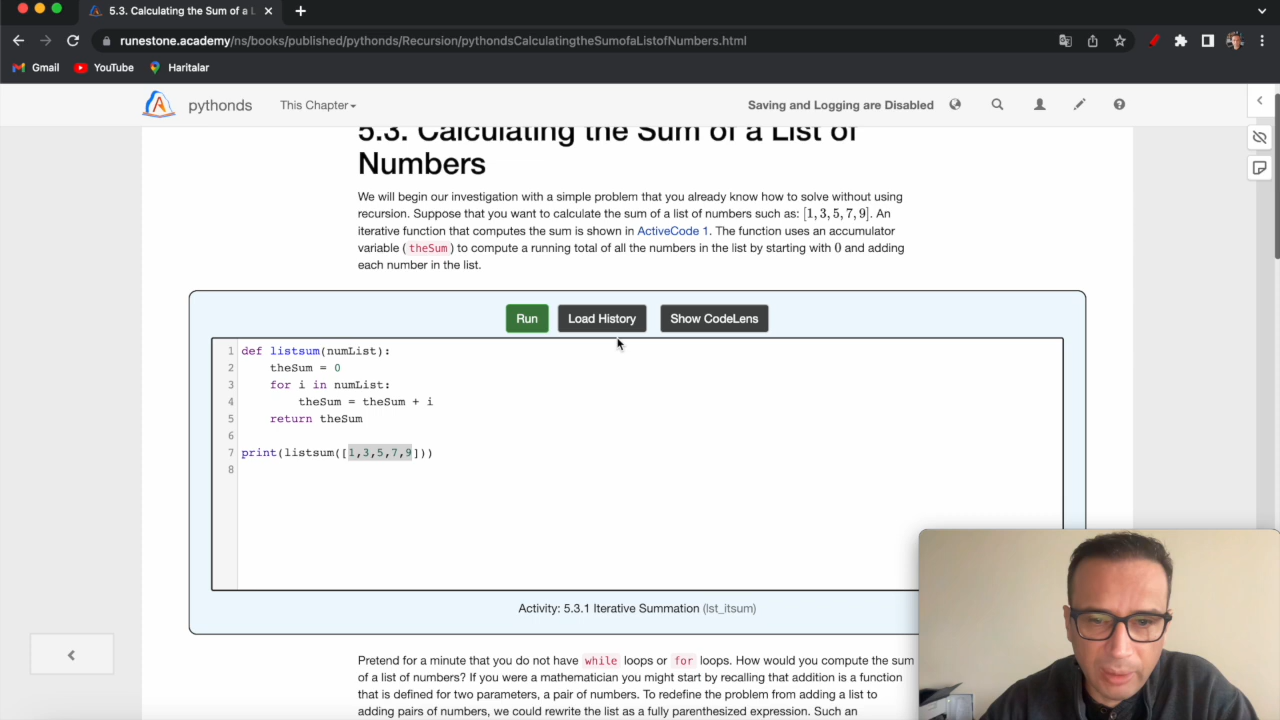 5.3. Calculating the Sum of a L
runestone.academy/ns/books/published/pythonds/Recursion/pythondsCalculatingtheSumofaListofNumbers.html
Gmail YouTube Haritalar
pythonds This Chapter Saving and Logging are Disabled
5.3. Calculating the Sum of a List of
Numbers
We will begin our investigation with a simple problem that you already know how to solve without using
recursion. Suppose that you want to calculate the sum of a list of numbers such as: [1, 3, 5, 7, 9]. An
iterative function that computes the sum is shown in ActiveCode 1. The function uses an accumulator
variable (theSum) to compute a running total of all the numbers in the list by starting with 0 and adding
each number in the list.
Run Load History Show CodeLens
1 def listsum(numList):
2 theSum = 0
3 for i in numList:
4 theSum = theSum + i
5 return theSum
6
7 print(listsum([1,3,5,7,9]))
8
Activity: 5.3.1 Iterative Summation (lst_itsum)
Pretend for a minute that you do not have while loops or for loops. How would you compute the sum
of a list of numbers? If you were a mathematician you might start by recalling that addition is a function
that is defined for two parameters, a pair of numbers. To redefine the problem from adding a list to
adding pairs of numbers, we could rewrite the list as a fully parenthesized expression. Such an